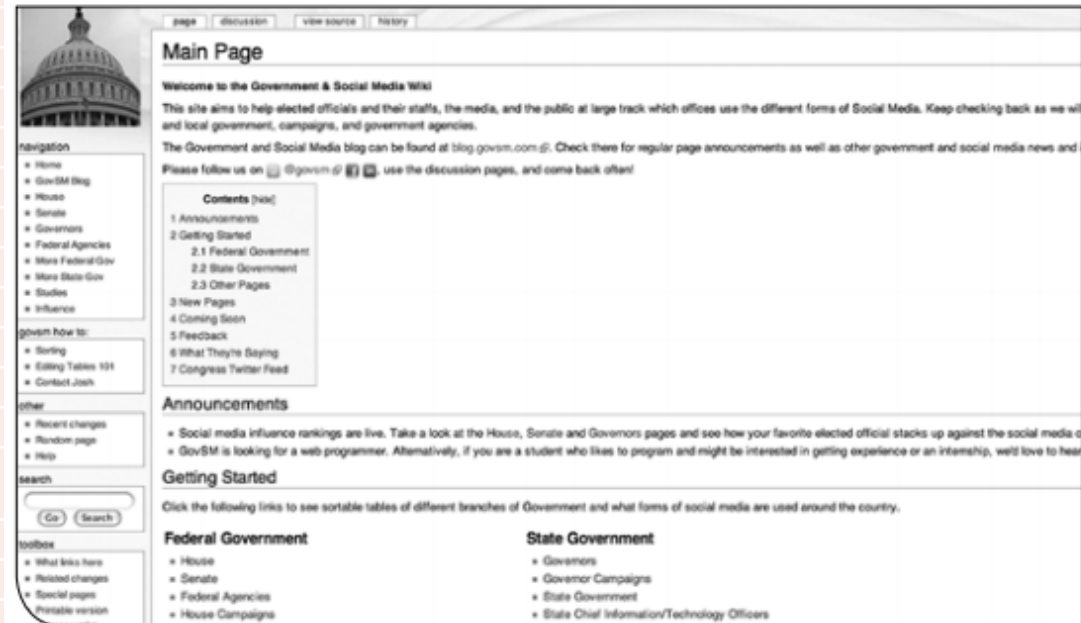 page discussion view source history
Main Page
Welcome to the Government & Social Media Wiki
This site aims to help elected officials and their staffs, the media, and the public at large track which offices use the different forms of Social Media. Keep checking back as we wil
and local government, campaigns, and government agencies.
The Government and Social Media blog can be found at blog.govsm.com. Check there for regular page announcements as well as other government and social media news and i
Please follow us on @govsm, use the discussion pages, and come back often!
Contents [hide]
1 Announcements
2 Getting Started
2.1 Federal Government
2.2 State Government
2.3 Other Pages
3 New Pages
4 Coming Soon
5 Feedback
6 What They're Saying
7 Congress Twitter Feed
navigation
Home
GovSM Blog
House
Senate
Governors
Federal Agencies
More Federal Gov
More State Gov
Studies
Influence
govsm how to:
Sorting
Editing Tables 101
Contact Josh
other
Recent changes
Random page
Help
search
Go Search
toolbox
What links here
Related changes
Special pages
Printable version
Announcements
Social media influence rankings are live. Take a look at the House, Senate and Governors pages and see how your favorite elected official stacks up against the social media c
GovSM is looking for a web programmer. Alternatively, if you are a student who likes to program and might be interested in getting experience or an internship, we'd love to hear
Getting Started
Click the following links to see sortable tables of different branches of Government and what forms of social media are used around the country.
Federal Government
House
Senate
Federal Agencies
House Campaigns
State Government
Governors
Governor Campaigns
State Government
State Chief Information/Technology Officers